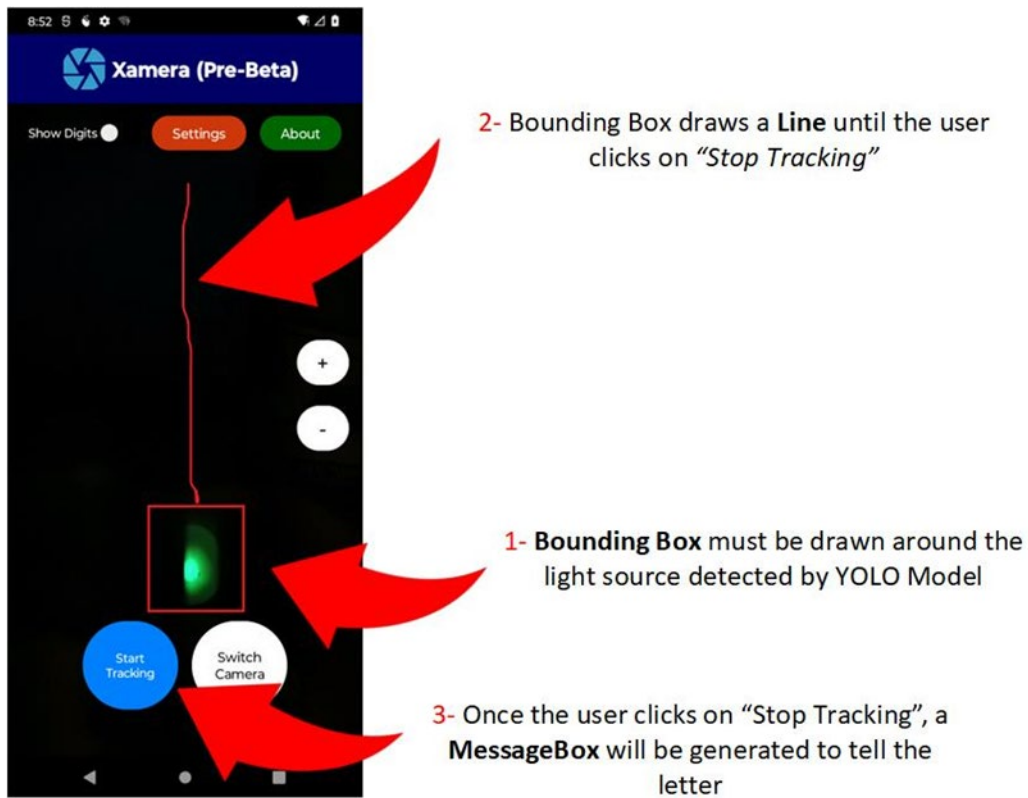 8:52
Xamera (Pre-Beta)
Show Digits
Settings
About
2- Bounding Box draws a Line until the user
clicks on “Stop Tracking”
+
-
1- Bounding Box must be drawn around the
light source detected by YOLO Model
Start
Tracking
Switch
Camera
3- Once the user clicks on “Stop Tracking”, a
MessageBox will be generated to tell the
letter